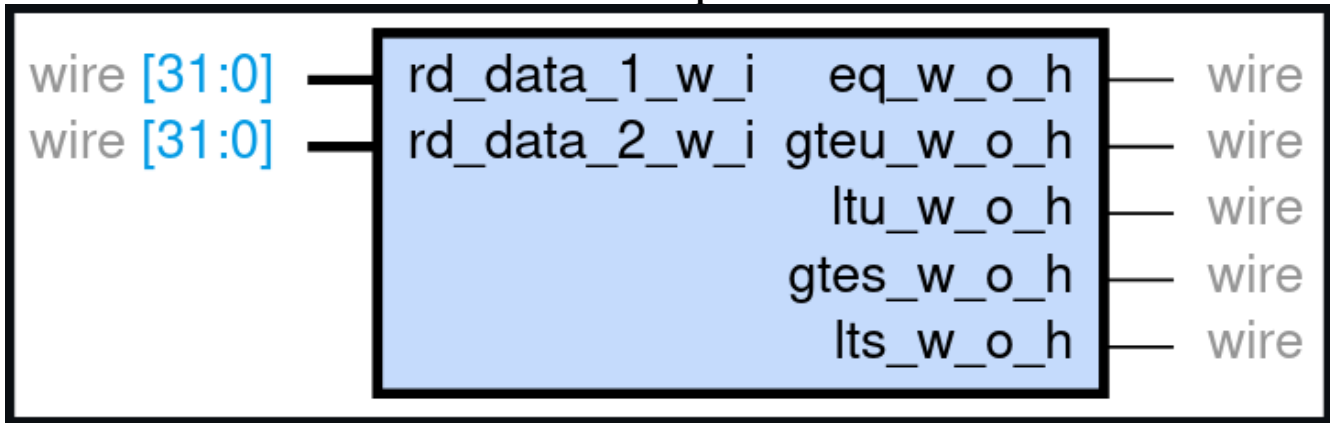 wire [31:0] rd_data_1_w_i eq_w_o_h wire
wire [31:0] rd_data_2_w_i gteu_w_o_h wire
ltu_w_o_h wire
gtes_w_o_h wire
lts_w_o_h wire